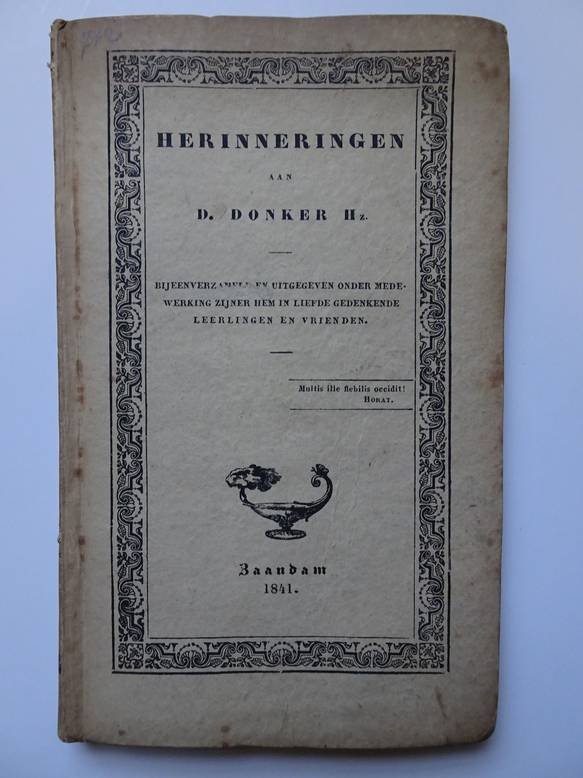 HERINNERINGEN
AAN
D. DONKER Hz.
BIJEENVERZAMELD EN UITGEGEVEN ONDER MEDE-
WERKING ZIJNER HEM IN LIEFDE GEDENKENDE
LEERLINGEN EN VRIENDEN.
Multis ille flebilis occidit!
HORAT.
Zaandam
1841.